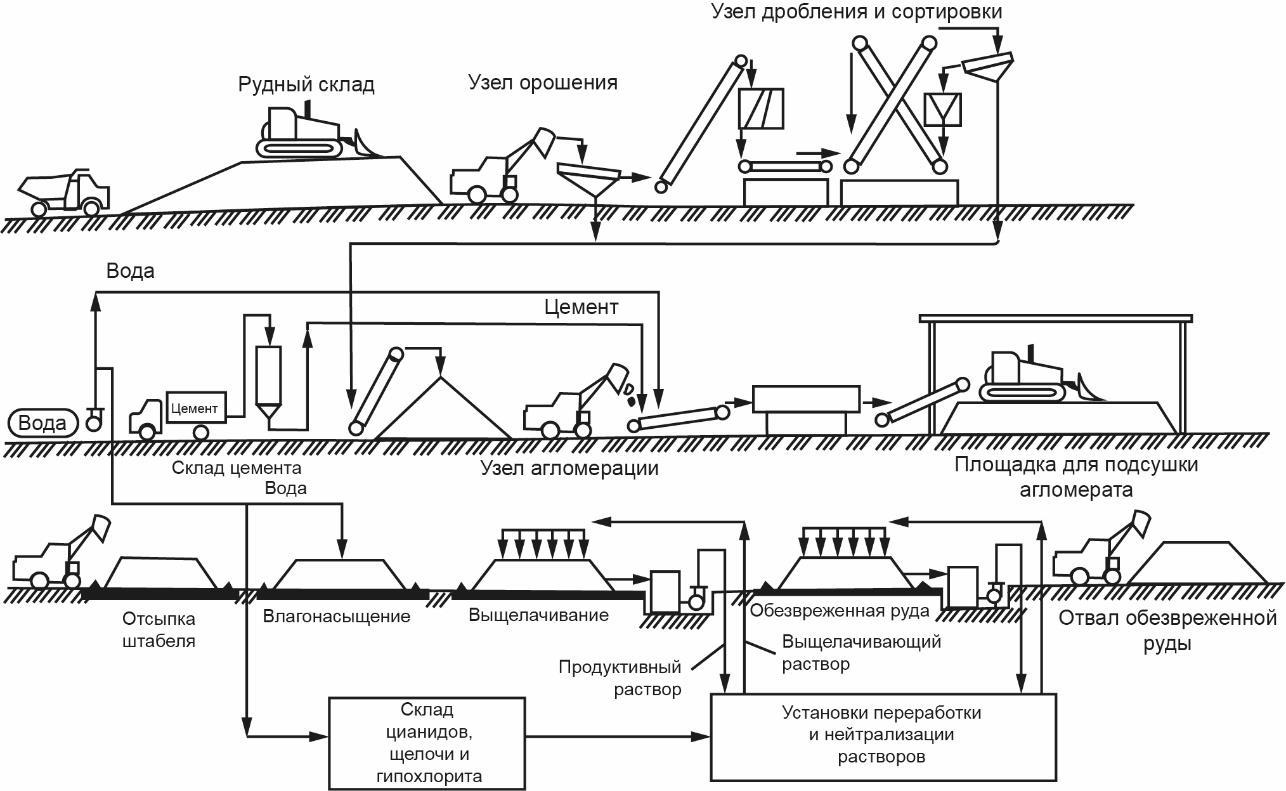 Узел дробления и сортировки
Рудный склад
Узел орошения
Вода
Цемент
Вода
Цемент
Склад цемента
Узел агломерации
Площадка для подсушки
агломерата
Вода
Отсыпка
штабеля
Влагонасыщение
Выщелачивание
Обезвреженная руда
Отвал обезвреженной
руды
Продуктивный
раствор
Выщелачивающий
раствор
Склад
цианидов,
щелочи и
гипохлорита
Установки переработки
и нейтрализации
растворов